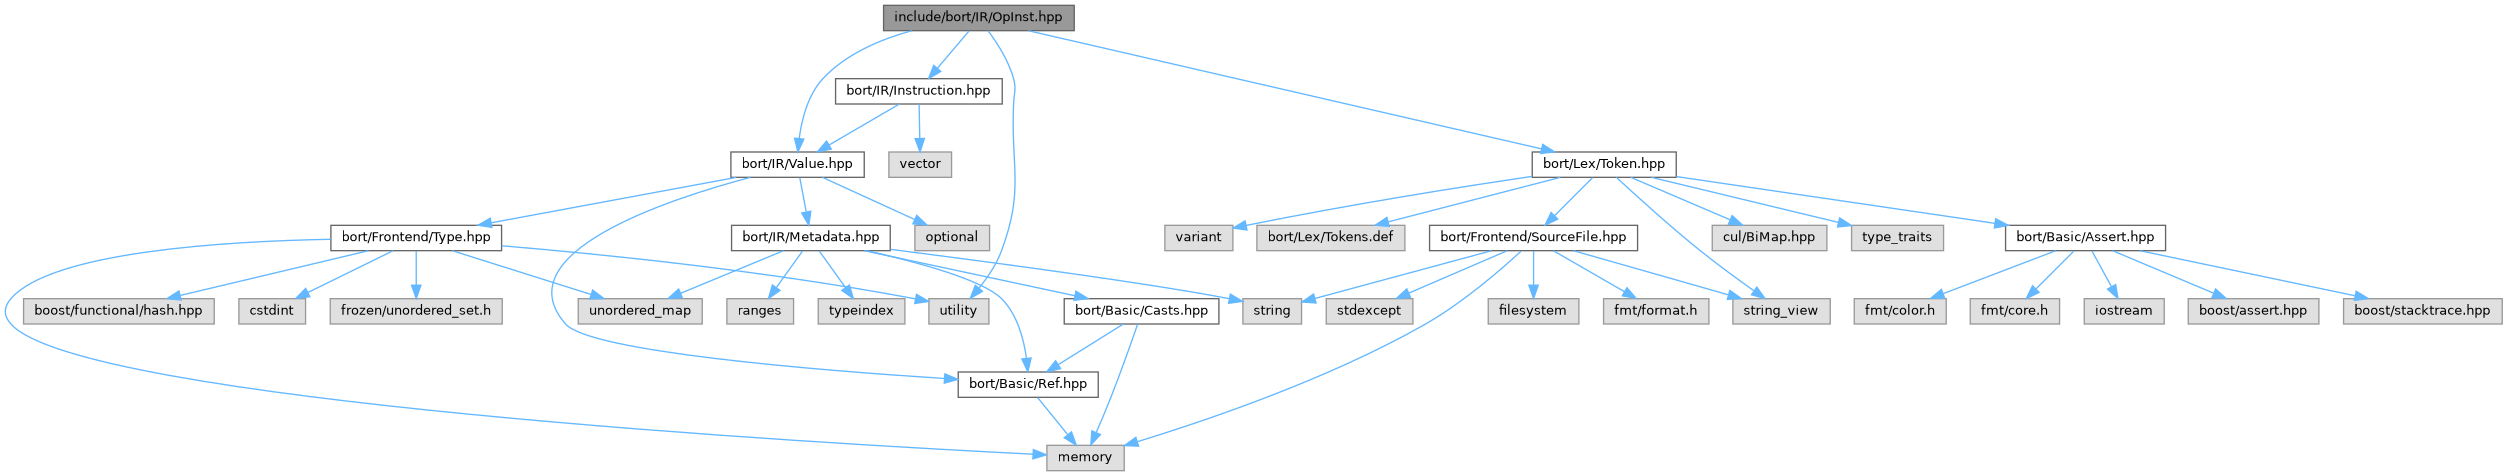 include/bort/IR/OpInst.hpp
bort/IR/Instruction.hpp
bort/IR/Value.hpp
vector
bort/Lex/Token.hpp
bort/Frontend/Type.hpp
bort/IR/Metadata.hpp
optional
variant
bort/Lex/Tokens.def
bort/Frontend/SourceFile.hpp
cul/BiMap.hpp
type_traits
bort/Basic/Assert.hpp
boost/functional/hash.hpp
cstdint
frozen/unordered_set.h
unordered_map
ranges
typeindex
utility
bort/Basic/Casts.hpp
string
stdexcept
filesystem
fmt/format.h
string_view
fmt/color.h
fmt/core.h
iostream
boost/assert.hpp
boost/stacktrace.hpp
bort/Basic/Ref.hpp
memory